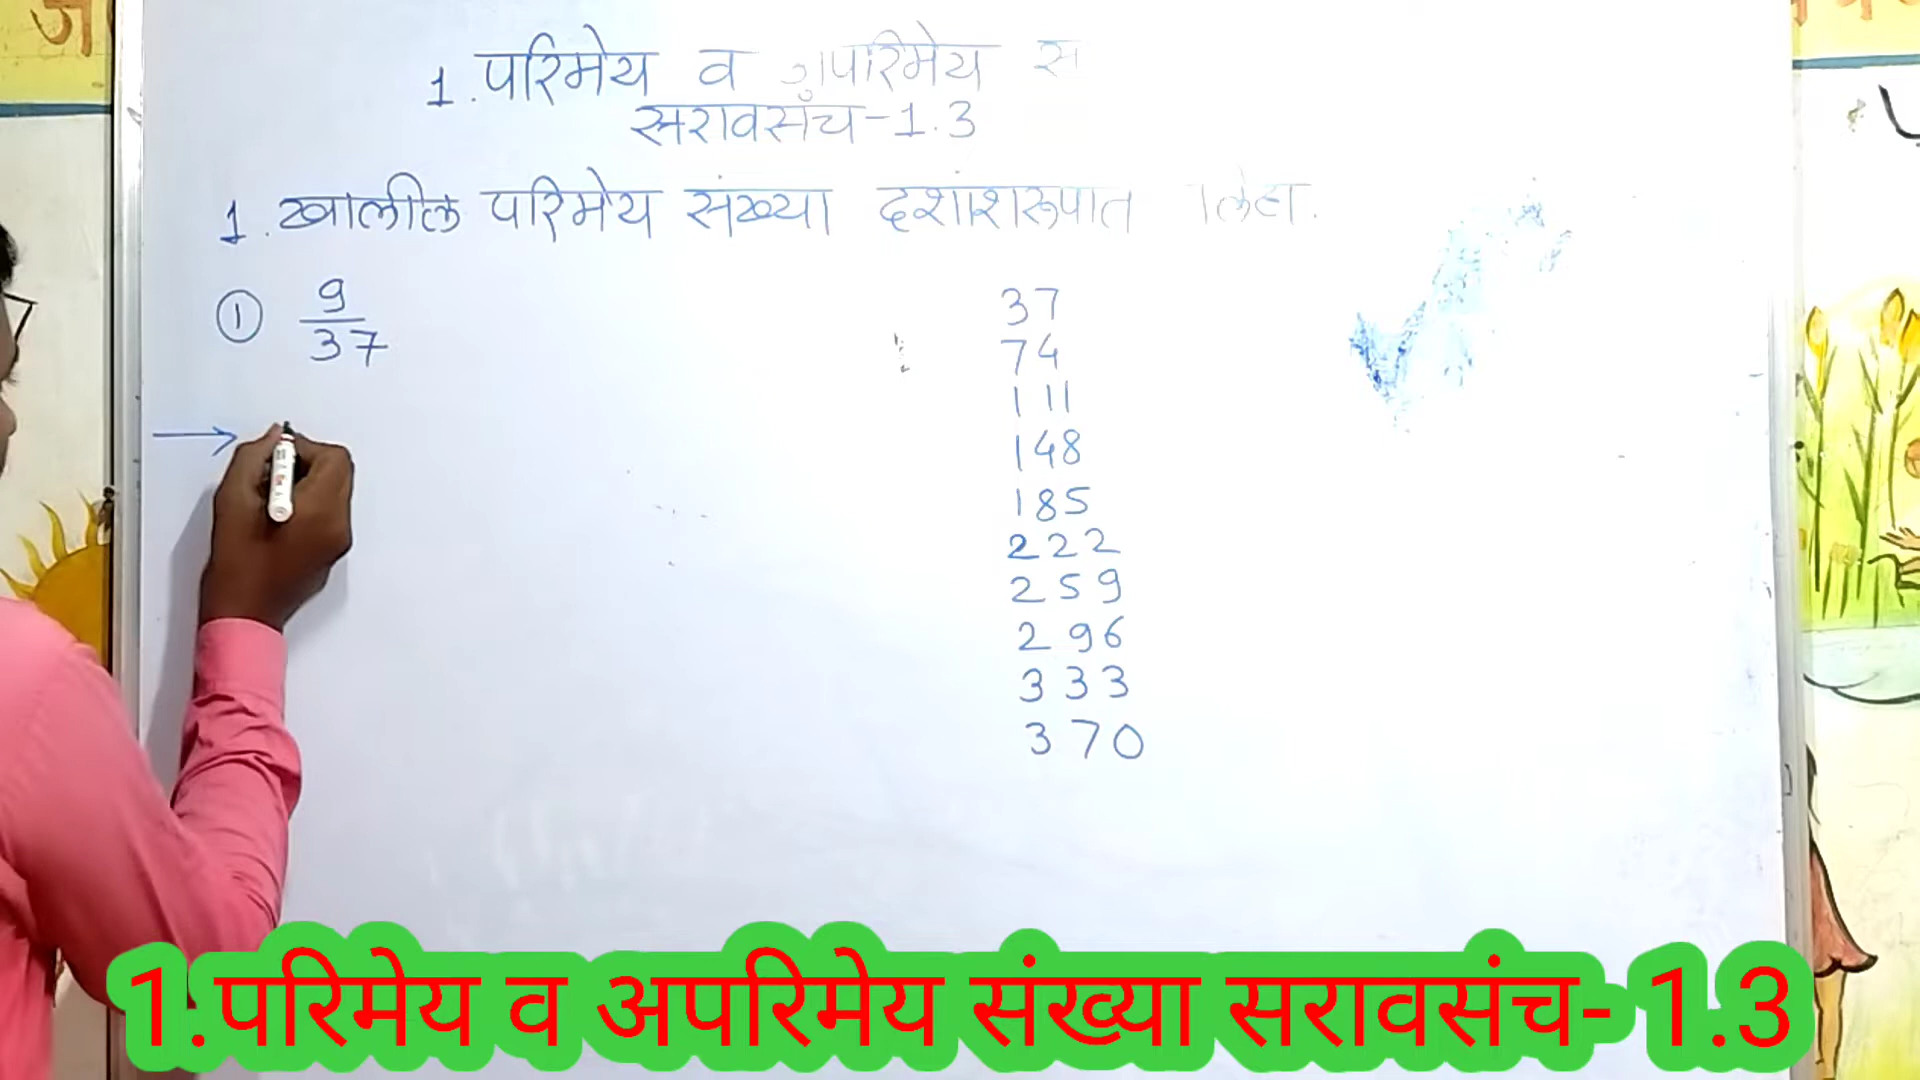 1. परिमेय व अपरिमेय स
सरावसंच-1.3
1. खालील परिमेय संख्या दशांशरूपात लिहा.
① 9/37
37
74
111
148
185
222
259
296
333
370
1.परिमेय व अपरिमेय संख्या सरावसंच- 1.3